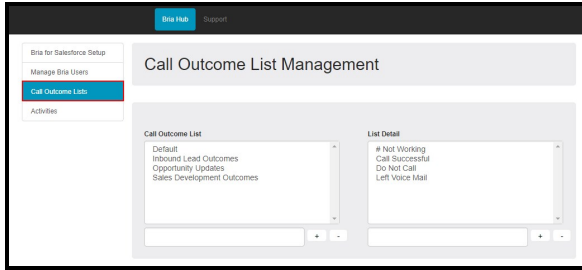 Bria Hub Support
Bria for Salesforce Setup
Manage Bria Users
Call Outcome Lists
Activities
Call Outcome List Management
Call Outcome List
Default
Inbound Lead Outcomes
Opportunity Updates
Sales Development Outcomes
+ -
List Detail
# Not Working
Call Successful
Do Not Call
Left Voice Mail
+ -